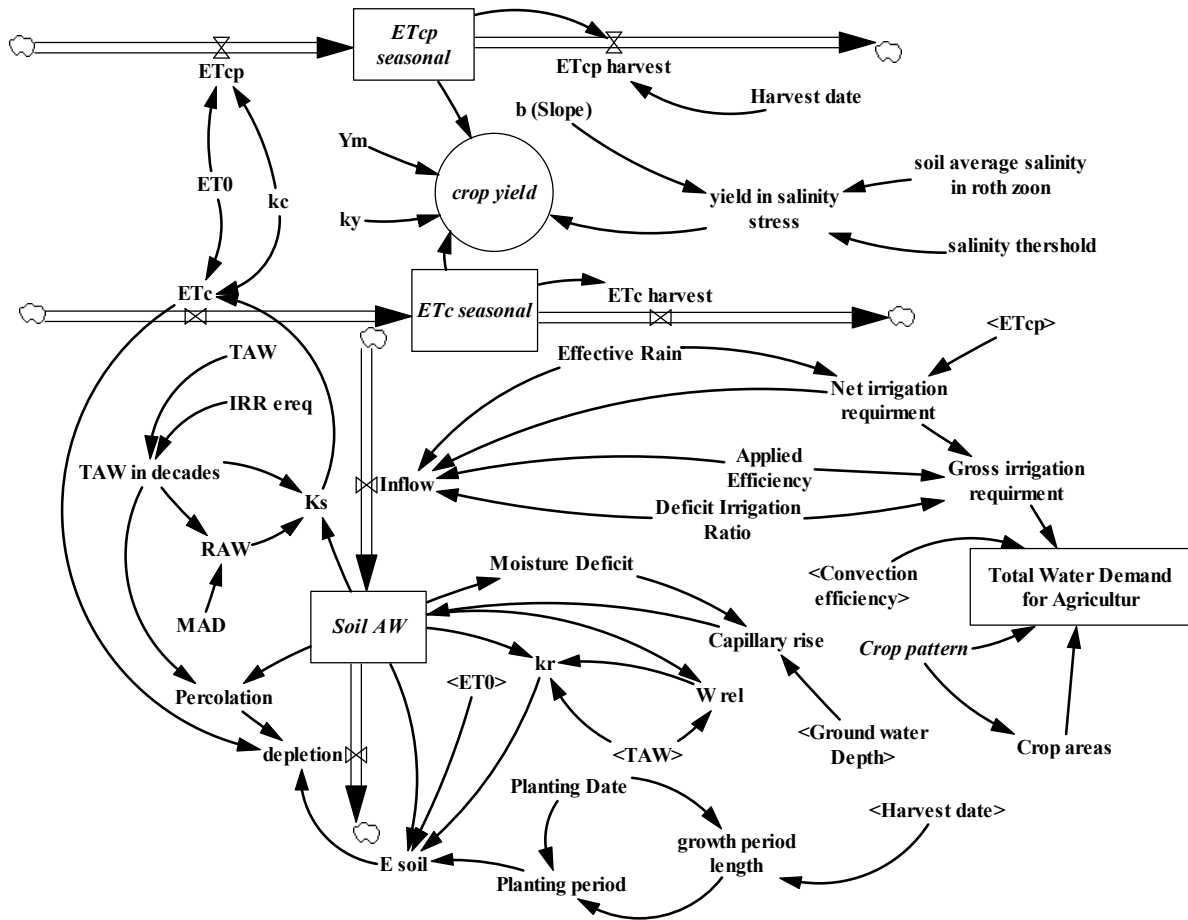 ETcp
seasonal
ETcp
ETcp harvest
Harvest date
b (Slope)
Ym
crop yield
ET0
kc
ky
soil average salinity
in roth zoon
yield in salinity
stress
salinity thershold
ETc
ETc seasonal
ETc harvest
<ETcp>
TAW
Effective Rain
IRR ereq
Net irrigation
requirment
TAW in decades
Ks
Inflow
Applied
Efficiency
Gross irrigation
requirment
Deficit Irrigation
Ratio
RAW
Moisture Deficit
<Convection
efficiency>
Total Water Demand
for Agricultur
MAD
Soil AW
Capillary rise
Crop pattern
Percolation
<ET0>
kr
W rel
depletion
<TAW>
<Ground water
Depth>
Crop areas
Planting Date
<Harvest date>
growth period
length
E soil
Planting period